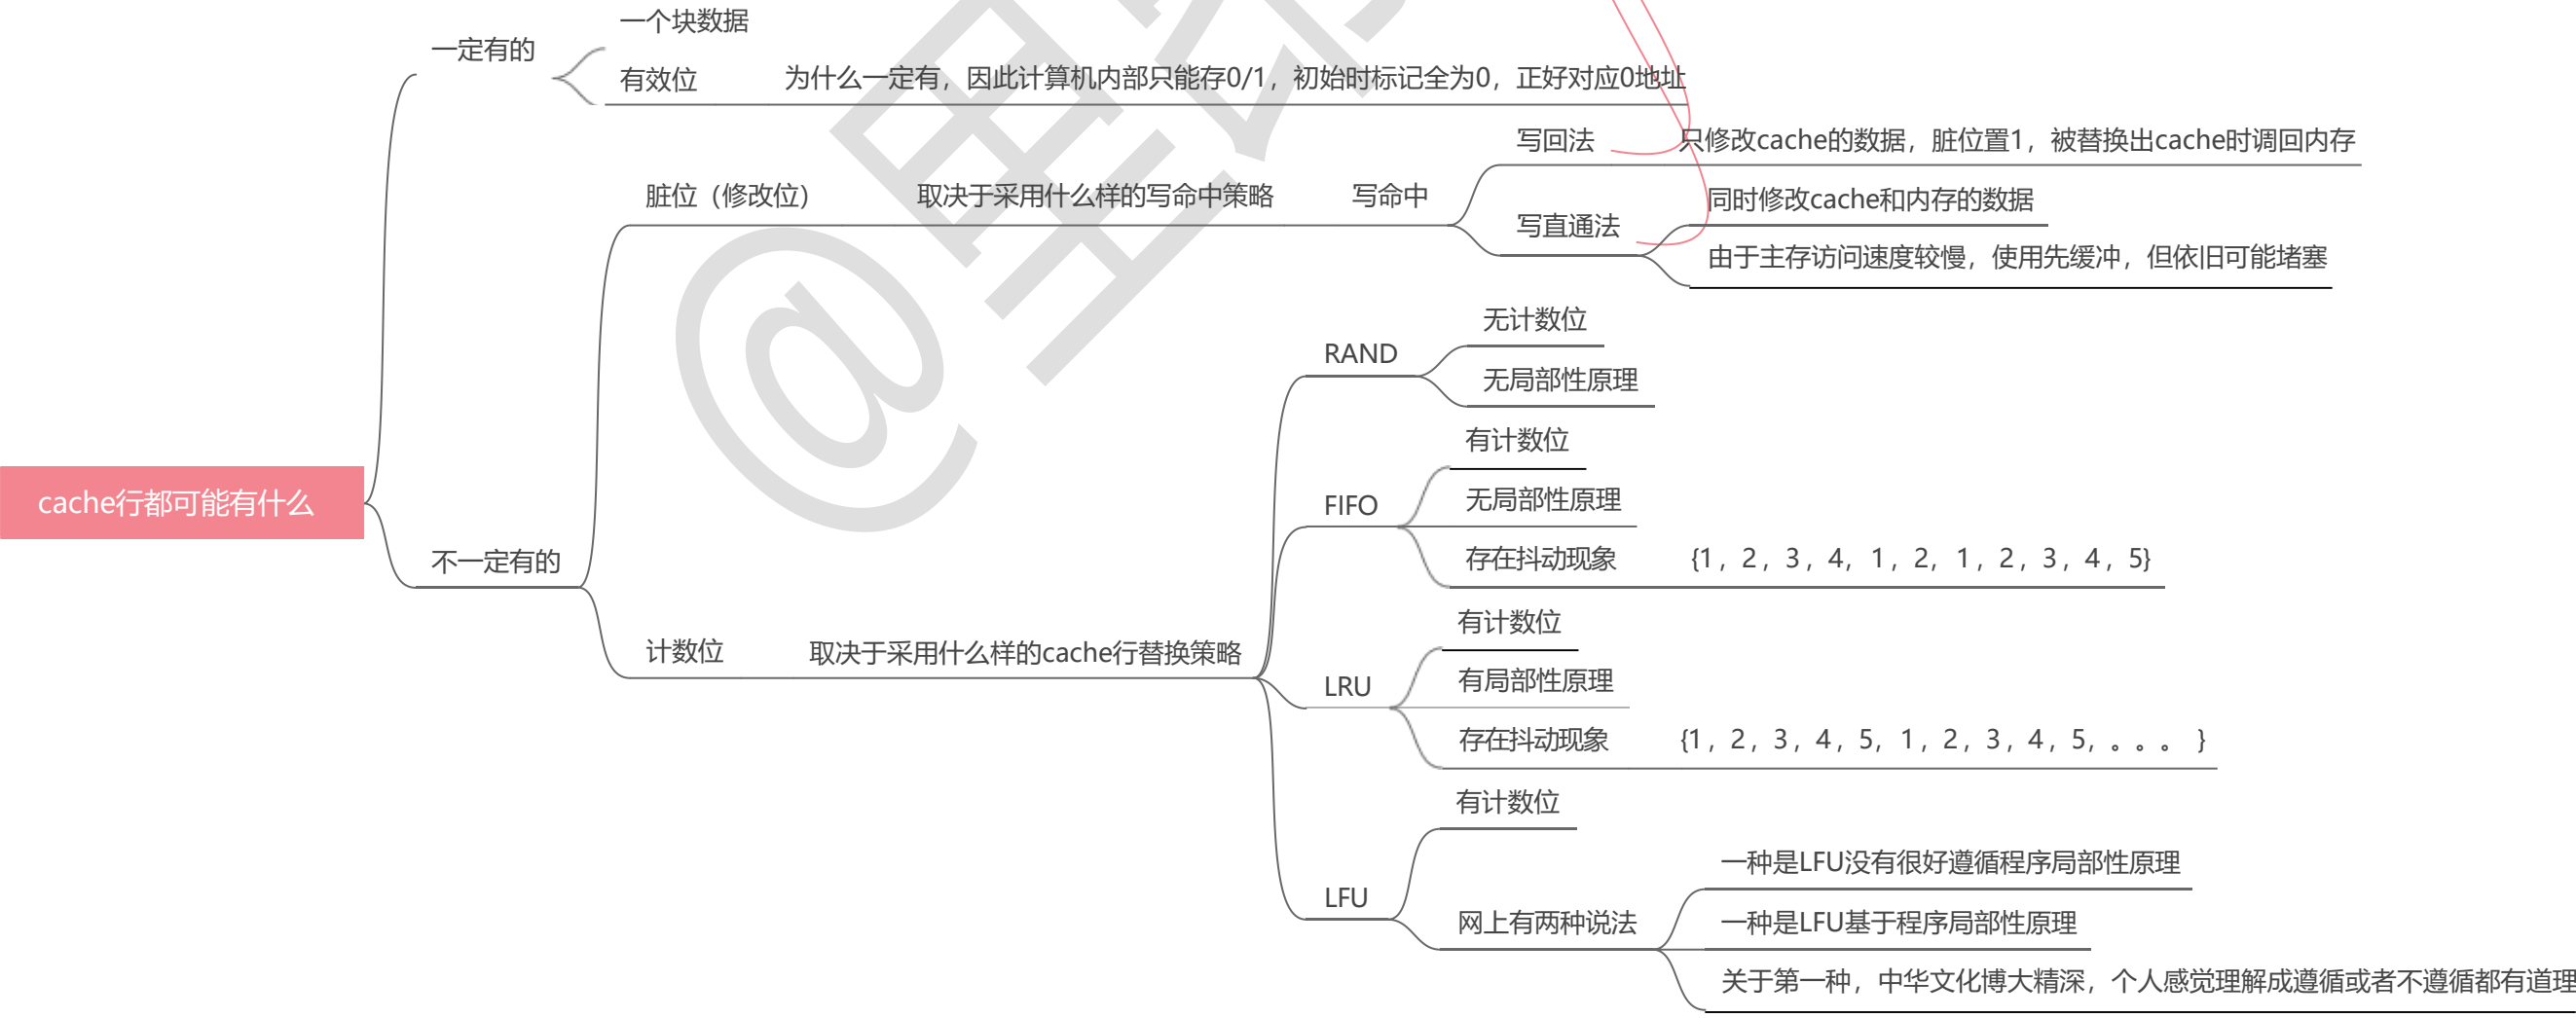 cache行都可能有什么
一定有的
一个块数据
有效位
为什么一定有，因此计算机内部只能存0/1，初始时标记全为0，正好对应0地址
不一定有的
脏位（修改位）
取决于采用什么样的写命中策略
写命中
写回法
只修改cache的数据，脏位置1，被替换出cache时调回内存
写直通法
同时修改cache和内存的数据
由于主存访问速度较慢，使用先缓冲，但依旧可能堵塞
计数位
取决于采用什么样的cache行替换策略
RAND
无计数位
无局部性原理
FIFO
有计数位
无局部性原理
存在抖动现象
{1，2，3，4，1，2，1，2，3，4，5}
LRU
有计数位
有局部性原理
存在抖动现象
{1，2，3，4，5，1，2，3，4，5，。。。 }
LFU
有计数位
网上有两种说法
一种是LFU没有很好遵循程序局部性原理
一种是LFU基于程序局部性原理
关于第一种，中华文化博大精深，个人感觉理解成遵循或者不遵循都有道理
@里